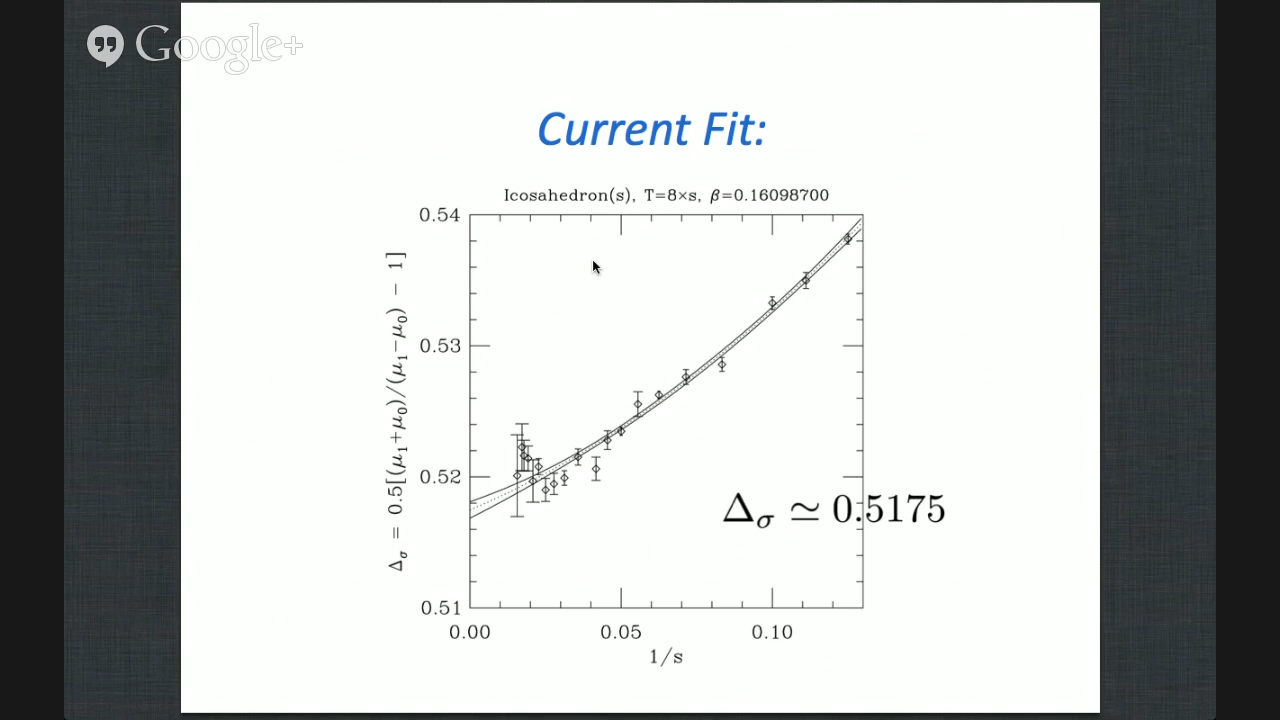 Google+
Current Fit:
Icosahedron(s), T=8×s, β=0.16098700
Δσ = 0.5[(μ1+μ0)/(μ1−μ0) − 1]
0.54
0.53
0.52
0.51
Δσ ≃ 0.5175
0.00 0.05 0.10
1/s